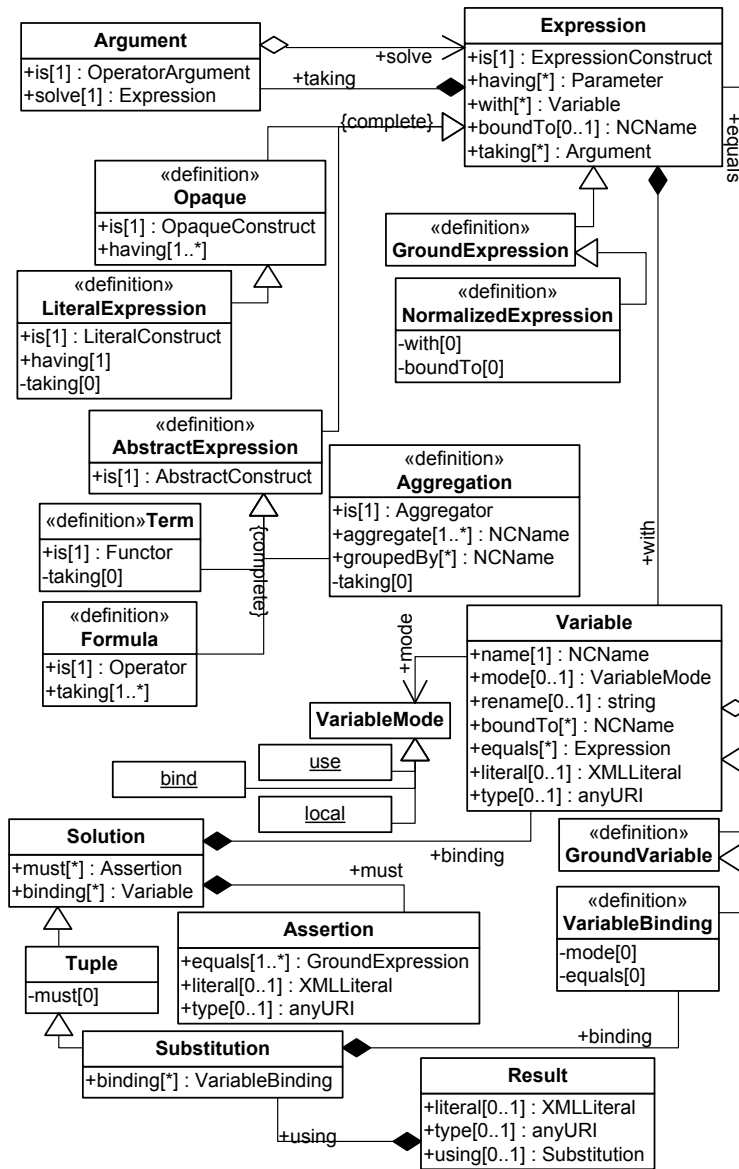 Argument
+is[1] : OperatorArgument
+solve[1] : Expression
+solve
+taking
Expression
+is[1] : ExpressionConstruct
+having[*] : Parameter
+with[*] : Variable
+boundTo[0..1] : NCName
+taking[*] : Argument
+equals
{complete}
«definition»
Opaque
+is[1] : OpaqueConstruct
+having[1..*]
«definition»
GroundExpression
«definition»
LiteralExpression
+is[1] : LiteralConstruct
+having[1]
-taking[0]
«definition»
NormalizedExpression
-with[0]
-boundTo[0]
«definition»
AbstractExpression
+is[1] : AbstractConstruct
«definition»
Aggregation
+is[1] : Aggregator
+aggregate[1..*] : NCName
+groupedBy[*] : NCName
-taking[0]
«definition»Term
+is[1] : Functor
-taking[0]
{complete}
+with
«definition»
Formula
+is[1] : Operator
+taking[1..*]
+mode
Variable
+name[1] : NCName
+mode[0..1] : VariableMode
+rename[0..1] : string
+boundTo[*] : NCName
+equals[*] : Expression
+literal[0..1] : XMLLiteral
+type[0..1] : anyURI
VariableMode
use
bind
local
Solution
+must[*] : Assertion
+binding[*] : Variable
+binding
+must
«definition»
GroundVariable
Assertion
+equals[1..*] : GroundExpression
+literal[0..1] : XMLLiteral
+type[0..1] : anyURI
«definition»
VariableBinding
-mode[0]
-equals[0]
Tuple
-must[0]
+binding
Substitution
+binding[*] : VariableBinding
+using
Result
+literal[0..1] : XMLLiteral
+type[0..1] : anyURI
+using[0..1] : Substitution